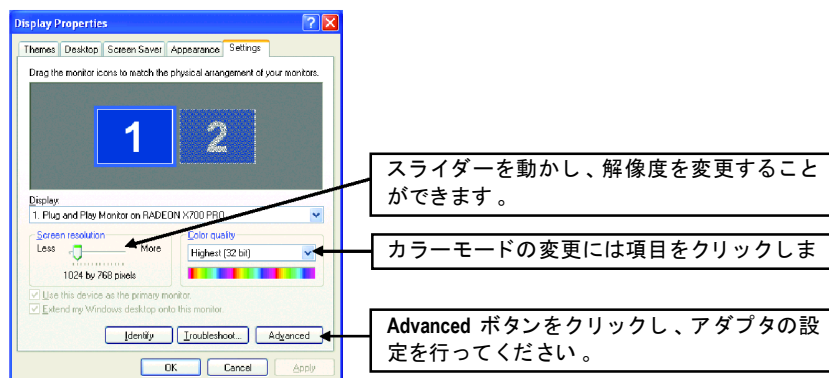 Display Properties
Themes Desktop Screen Saver Appearance Settings
Drag the monitor icons to match the physical arrangement of your monitors.
1 2
Display:
1. Plug and Play Monitor on RADEON X700 PRO
Screen resolution
Less More
1024 by 768 pixels
Color quality
Highest (32 bit)
Use this device as the primary monitor.
Extend my Windows desktop onto this monitor.
Identify Troubleshoot... Advanced
OK Cancel Apply
スライダーを動かし、解像度を変更すること
ができます。
カラーモードの変更には項目をクリックしま
Advanced ボタンをクリックし、アダプタの設
定を行ってください。